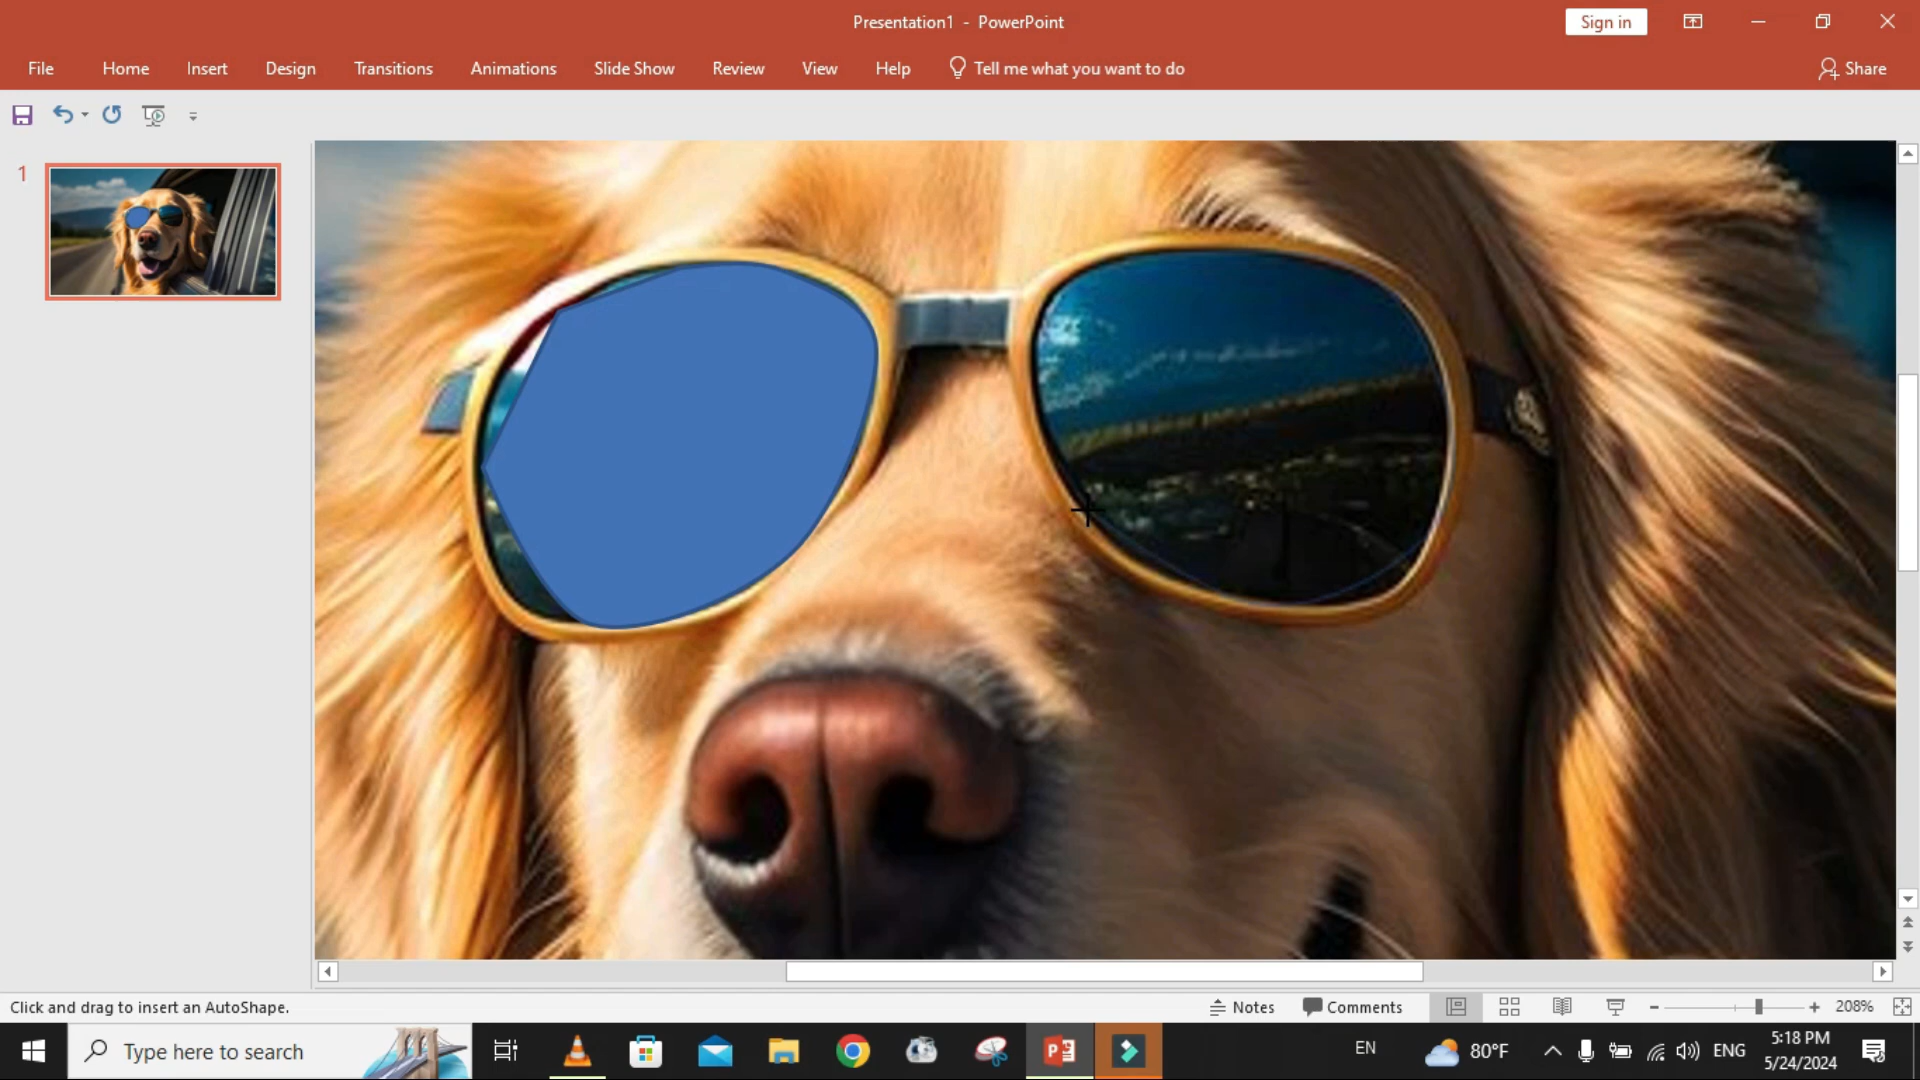 Presentation1 - PowerPoint
Sign in
File Home Insert Design Transitions Animations Slide Show Review View Help Tell me what you want to do Share
1
Click and drag to insert an AutoShape.
Notes Comments 208%
Type here to search
EN 80°F ENG
5:18 PM
5/24/2024